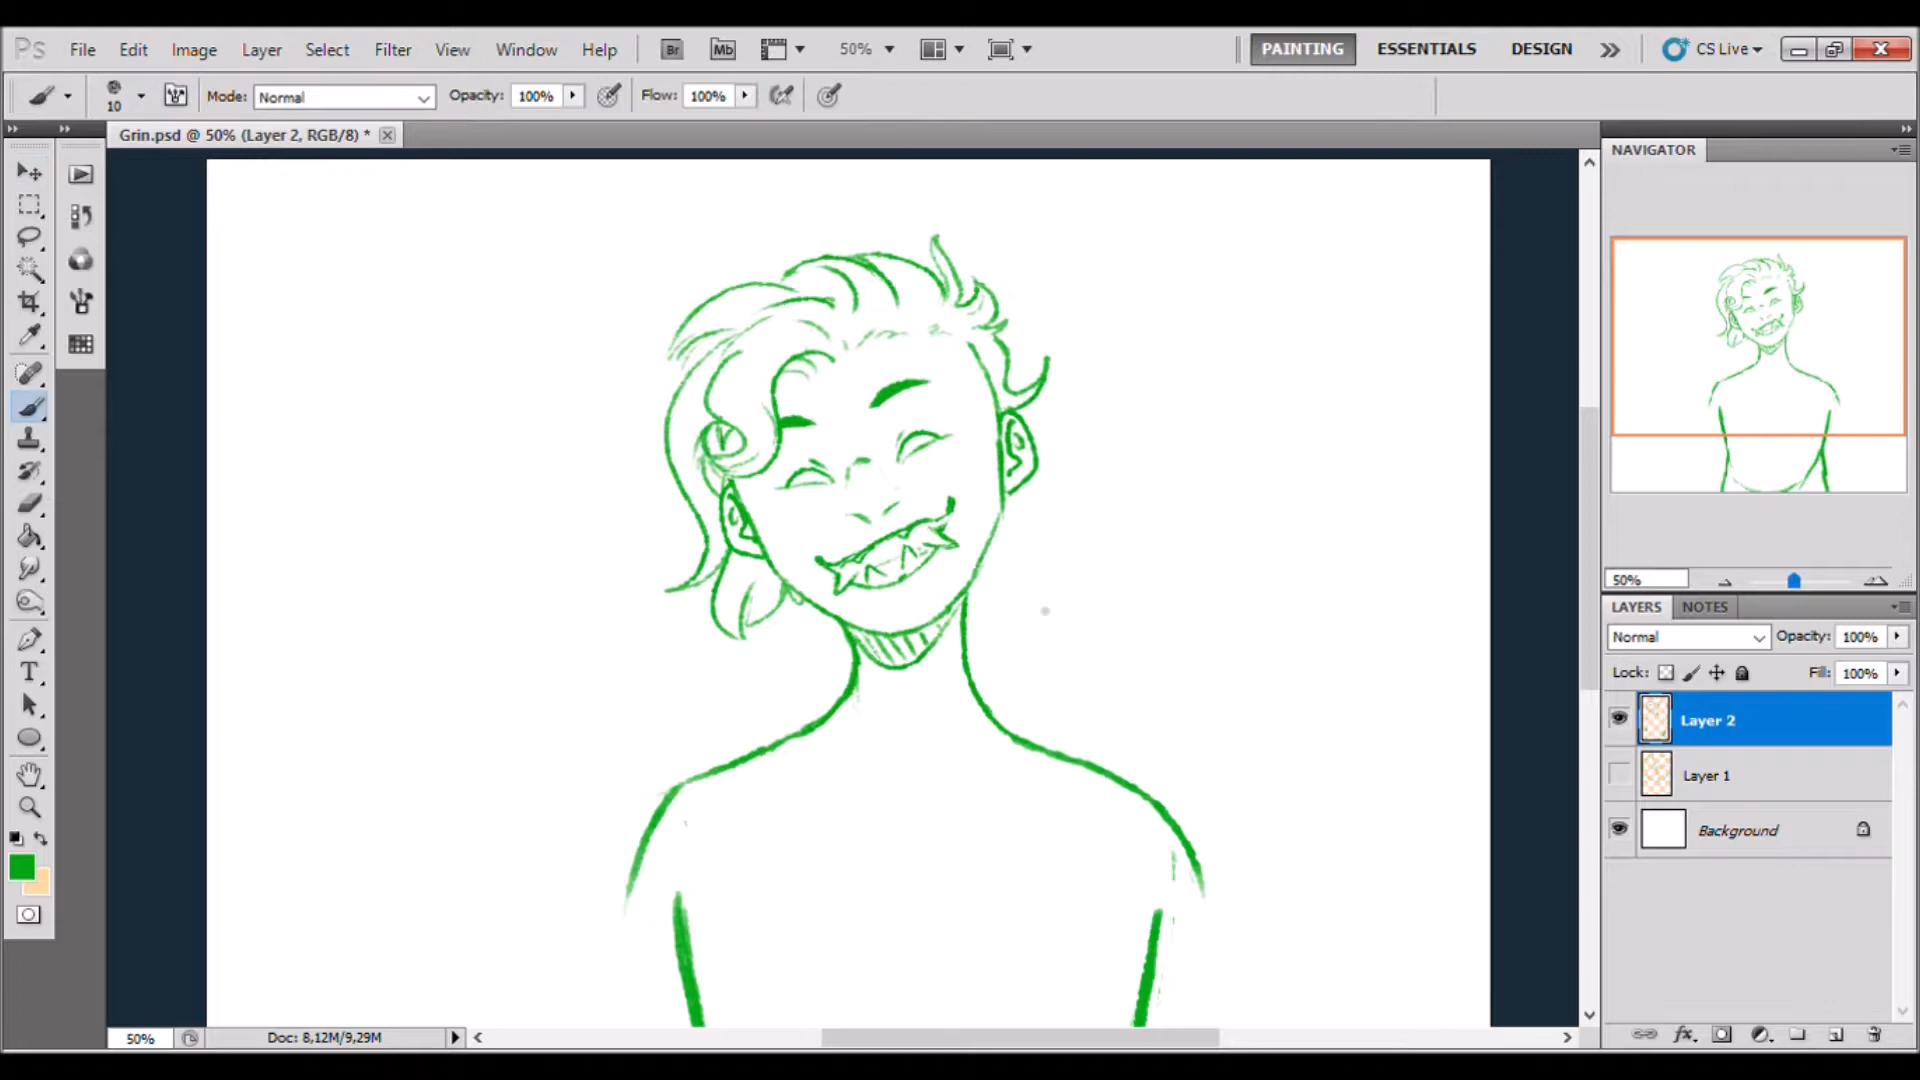 Ps File Edit Image Layer Select Filter View Window Help Br Mb 50% PAINTING ESSENTIALS DESIGN CS Live
10 Mode: Normal Opacity: 100% Flow: 100%
Grin.psd @ 50% (Layer 2, RGB/8) *
NAVIGATOR
50%
LAYERS NOTES
Normal Opacity: 100%
Lock: Fill: 100%
Layer 2
Layer 1
Background
50% Doc: 8,12M/9,29M